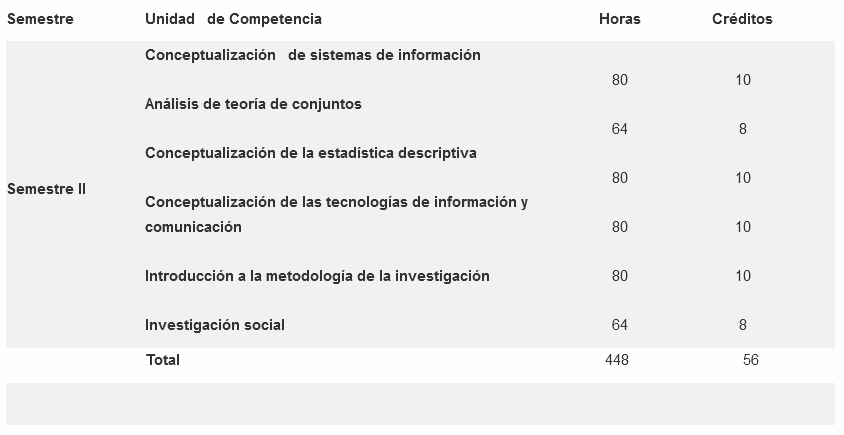 Semestre Unidad de Competencia Horas Créditos
Conceptualización de sistemas de información
80 10
Análisis de teoría de conjuntos
64 8
Conceptualización de la estadística descriptiva
80 10
Semestre II
Conceptualización de las tecnologías de información y
comunicación 80 10
Introducción a la metodología de la investigación 80 10
Investigación social 64 8
Total 448 56